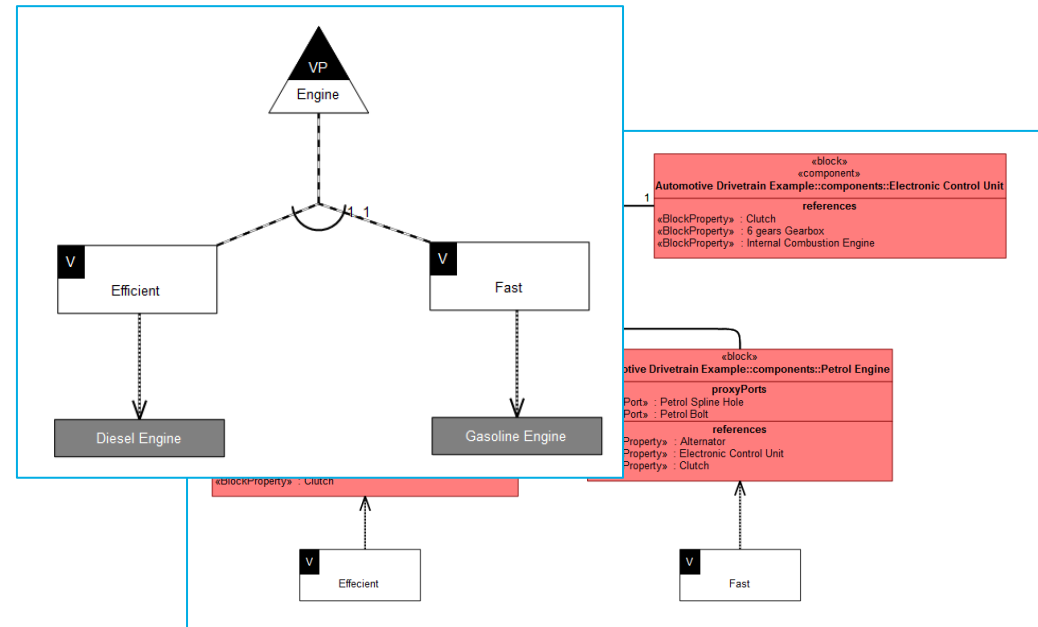 VP
Engine
1..1
V
Efficient
V
Fast
Diesel Engine
Gasoline Engine
«block»
«component»
Automotive Drivetrain Example::components::Electronic Control Unit
1
references
«BlockProperty» : Clutch
«BlockProperty» : 6 gears Gearbox
«BlockProperty» : Internal Combustion Engine
«block»
Drivetrain Example::components::Petrol Engine
proxyPorts
Port» : Petrol Spline Hole
Port» : Petrol Bolt
references
Property» : Alternator
Property» : Electronic Control Unit
Property» : Clutch
«BlockProperty» : Clutch
V
Effecient
V
Fast